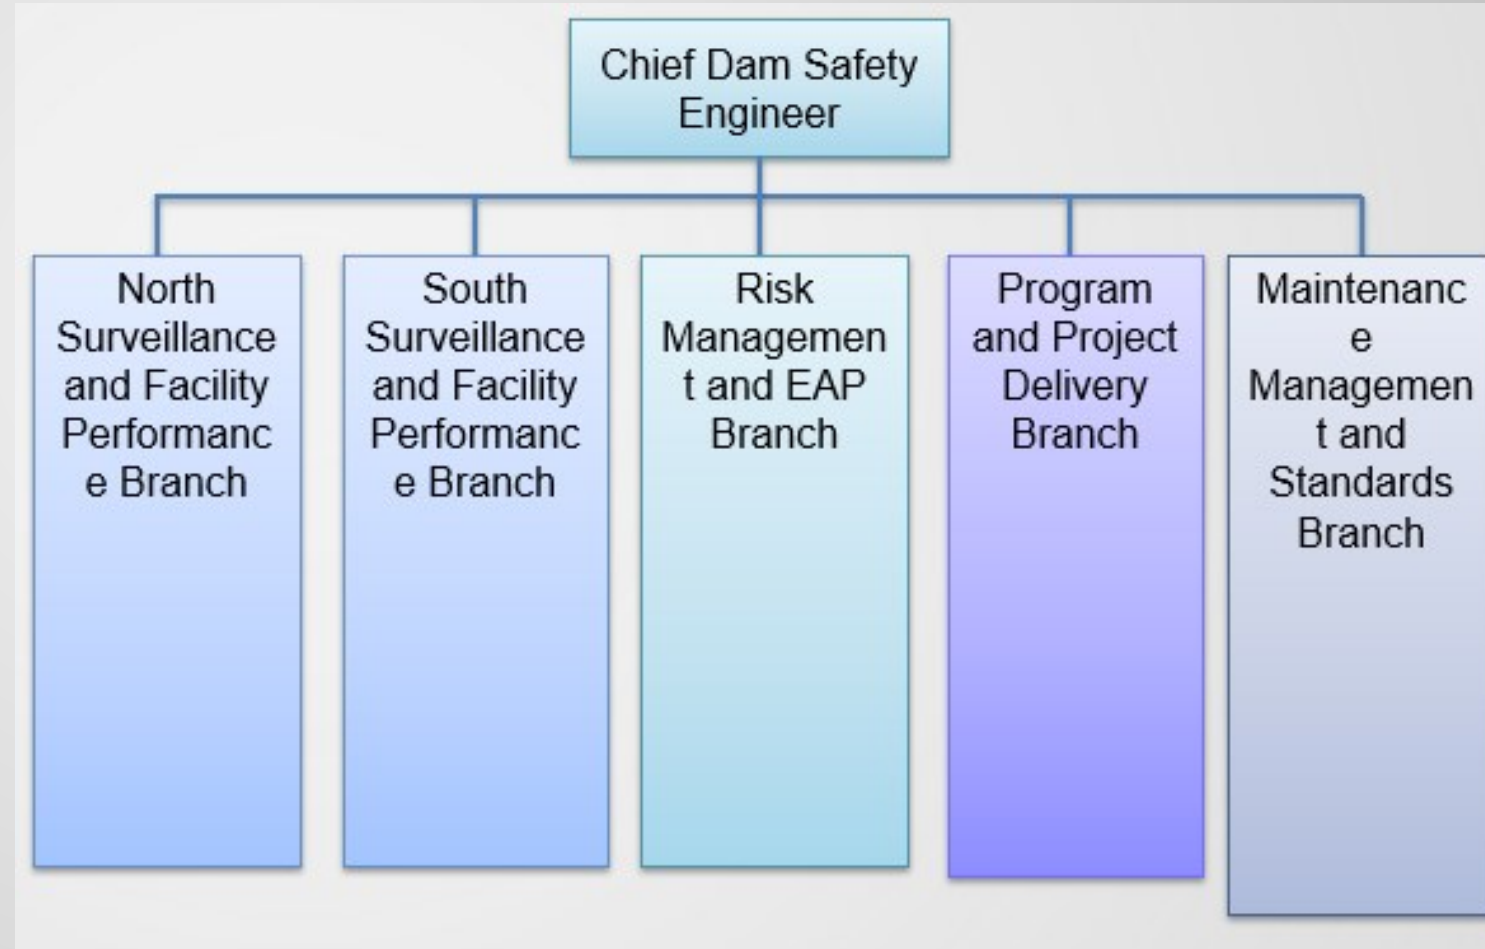 Chief Dam Safety
Engineer
North
Surveillance
and Facility
Performanc
e Branch
South
Surveillance
and Facility
Performanc
e Branch
Risk
Managemen
t and EAP
Branch
Program
and Project
Delivery
Branch
Maintenanc
e
Managemen
t and
Standards
Branch